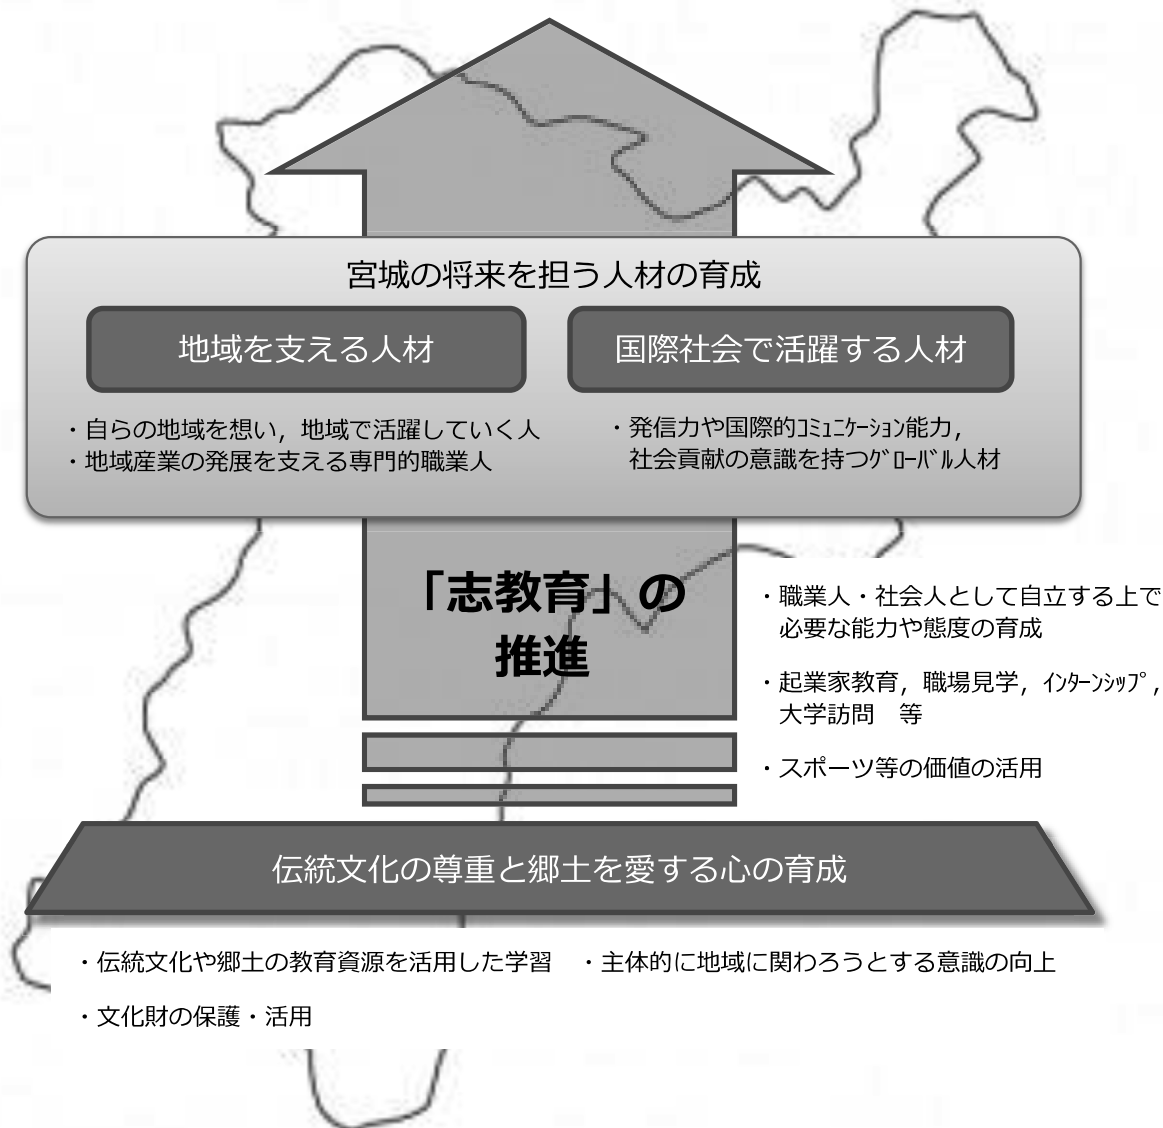 宮城の将来を担う人材の育成
地域を支える人材
国際社会で活躍する人材
・自らの地域を想い，地域で活躍していく人
・地域産業の発展を支える専門的職業人
・発信力や国際的ｺﾐｭﾆｹｰｼｮﾝ能力，
社会貢献の意識を持つｸﾞﾛｰﾊﾞﾙ人材
「志教育」の
推進
・職業人・社会人として自立する上で
必要な能力や態度の育成
・起業家教育，職場見学，ｲﾝﾀｰﾝｼｯﾌﾟ，
大学訪問　等
・スポーツ等の価値の活用
伝統文化の尊重と郷土を愛する心の育成
・伝統文化や郷土の教育資源を活用した学習　・主体的に地域に関わろうとする意識の向上
・文化財の保護・活用